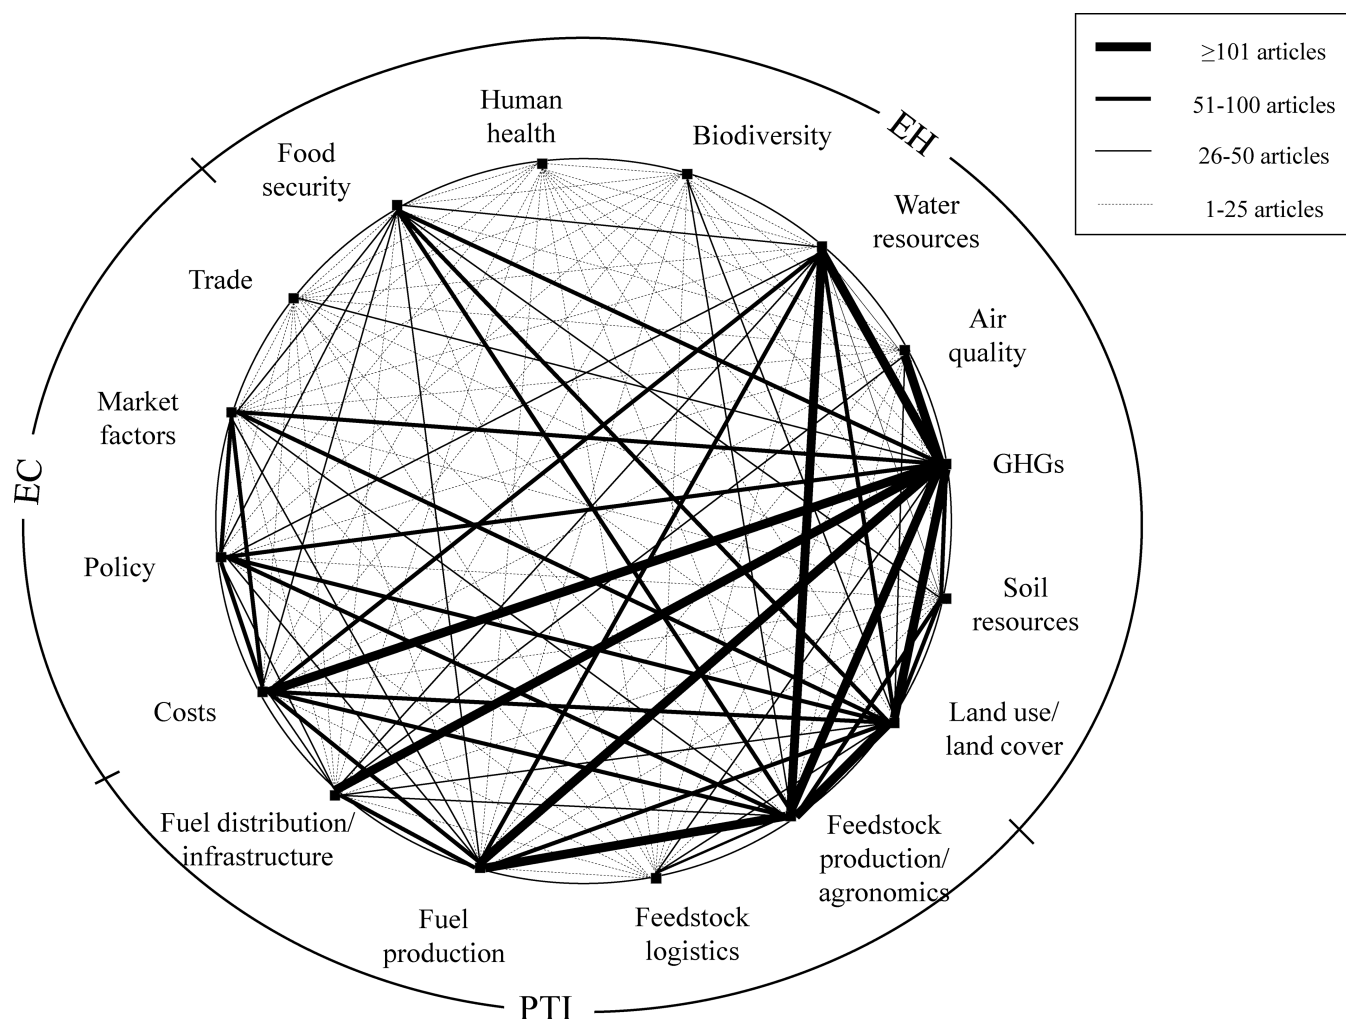 ≥101 articles
51-100 articles
26-50 articles
1-25 articles
EH
Human
health
Biodiversity
Food
security
Water
resources
Trade
Air
quality
Market
factors
GHGs
EC
Policy
Soil
resources
Costs
Land use/
land cover
Fuel distribution/
infrastructure
Feedstock
production/
agronomics
Fuel
production
Feedstock
logistics
PTI